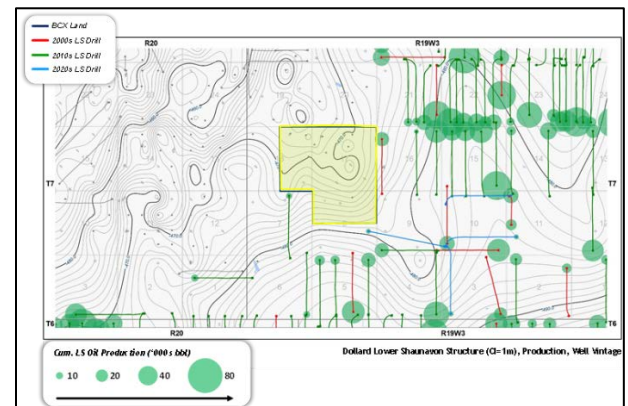 BCX Land
2000s LS Drill
2010s LS Drill
2020s LS Drill
R20
R19W3
T7
T7
T6
T6
R20
R19W3
Cum. LS Oil Production ('000s bbl)
10
20
40
80
Dollard Lower Shaunavon Structure (CI=1m), Production, Well Vintage